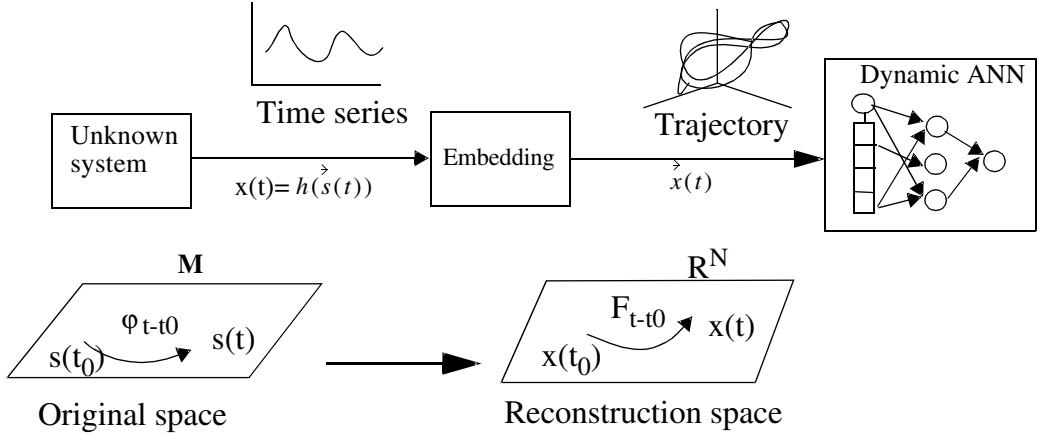 Dynamic ANN
Time series
Trajectory
Unknown
system
Embedding
x(t)= h(s⃗(t))
x⃗(t)
M
R^N
φ t-t0
F t-t0
s(t₀)
s(t)
x(t₀)
x(t)
Original space
Reconstruction space